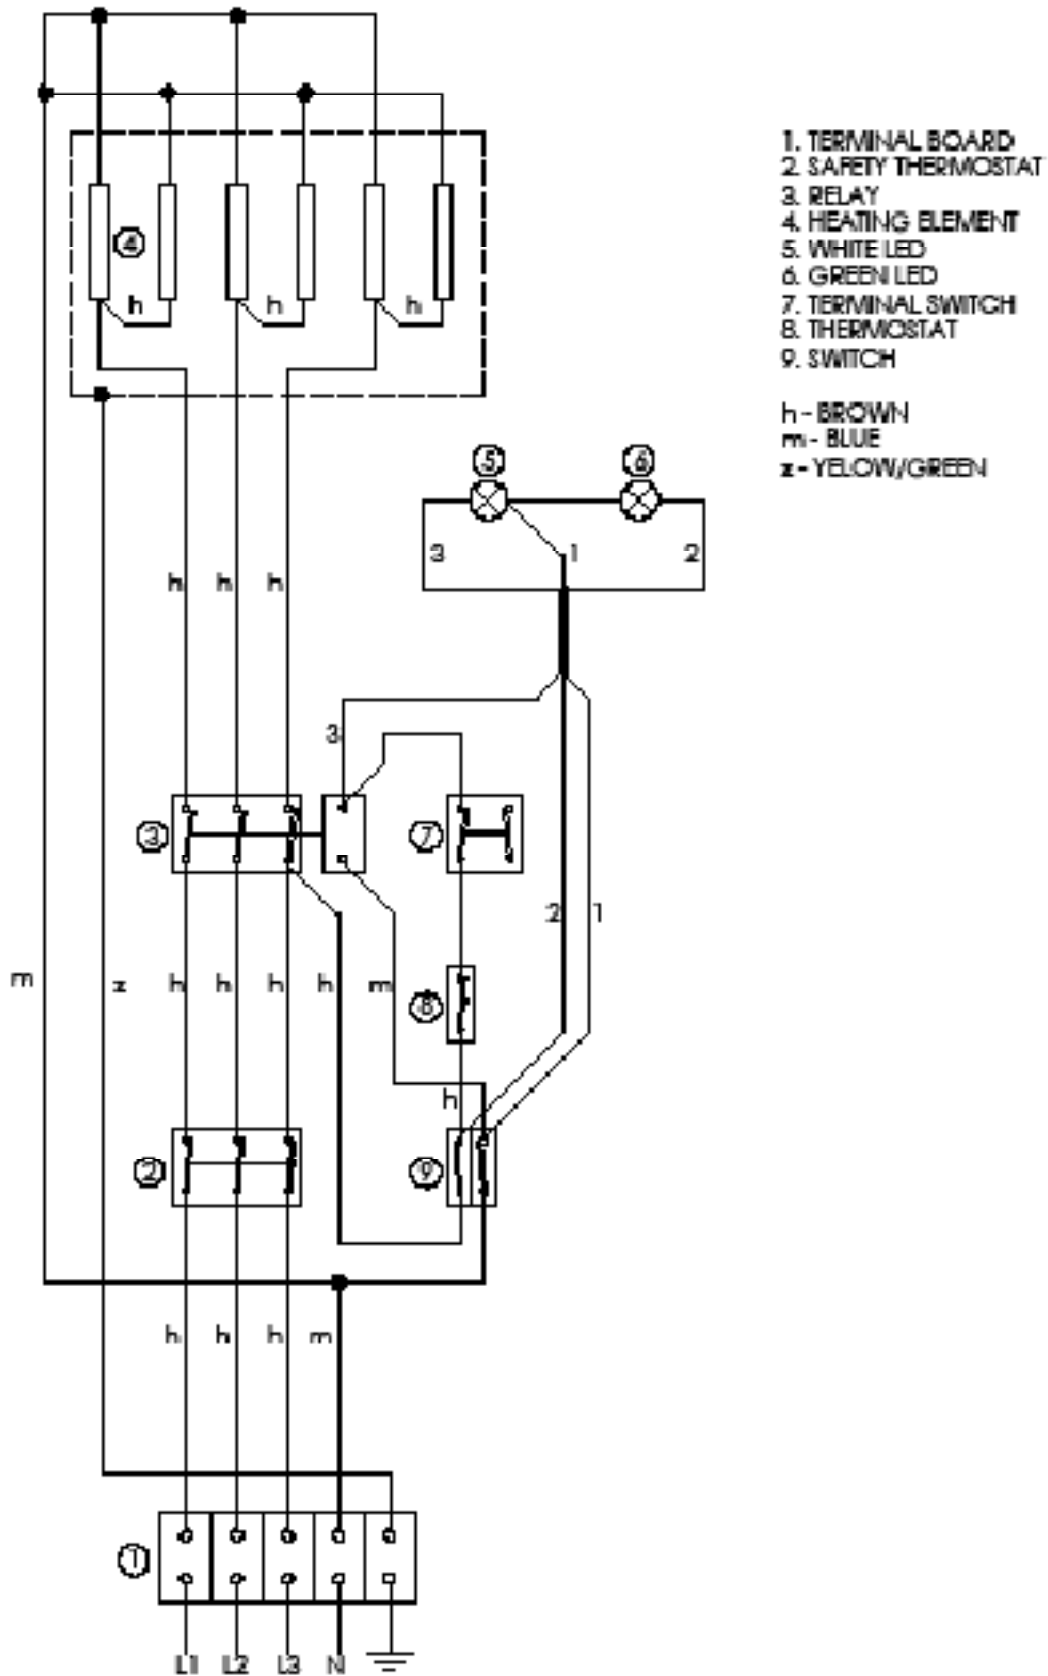 1. TERMINAL BOARD
2. SAFETY THERMOSTAT
3. RELAY
4. HEATING ELEMENT
5. WHITE LED
6. GREEN LED
7. TERMINAL SWITCH
8. THERMOSTAT
9. SWITCH
h - BROWN
m - BLUE
z - YELOW/GREEN
4
h h h
5 6
3 1 2
h h h
3
3 7
2 1
m z h h h h m
8
h
2 9
h h h m
1
L1 L2 L3 N